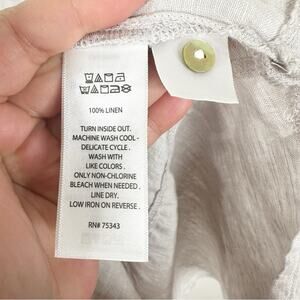 100% LINEN
TURN INSIDE OUT.
MACHINE WASH COOL -
DELICATE CYCLE .
WASH WITH
LIKE COLORS .
ONLY NON-CHLORINE
BLEACH WHEN NEEDED .
LINE DRY.
LOW IRON ON REVERSE .
RN# 75343